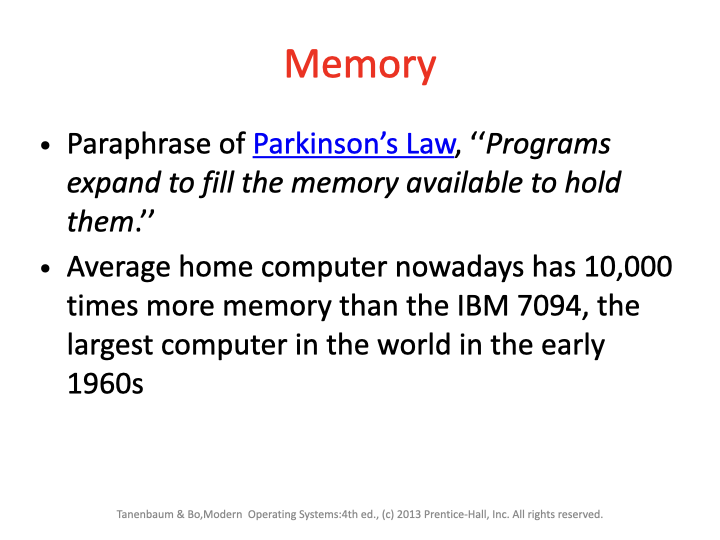 Memory
• Paraphrase of Parkinson’s Law, ‘‘Programs
expand to fill the memory available to hold
them.’’
• Average home computer nowadays has 10,000
times more memory than the IBM 7094, the
largest computer in the world in the early
1960s
Tanenbaum & Bo,Modern  Operating Systems:4th ed., (c) 2013 Prentice-Hall, Inc. All rights reserved.